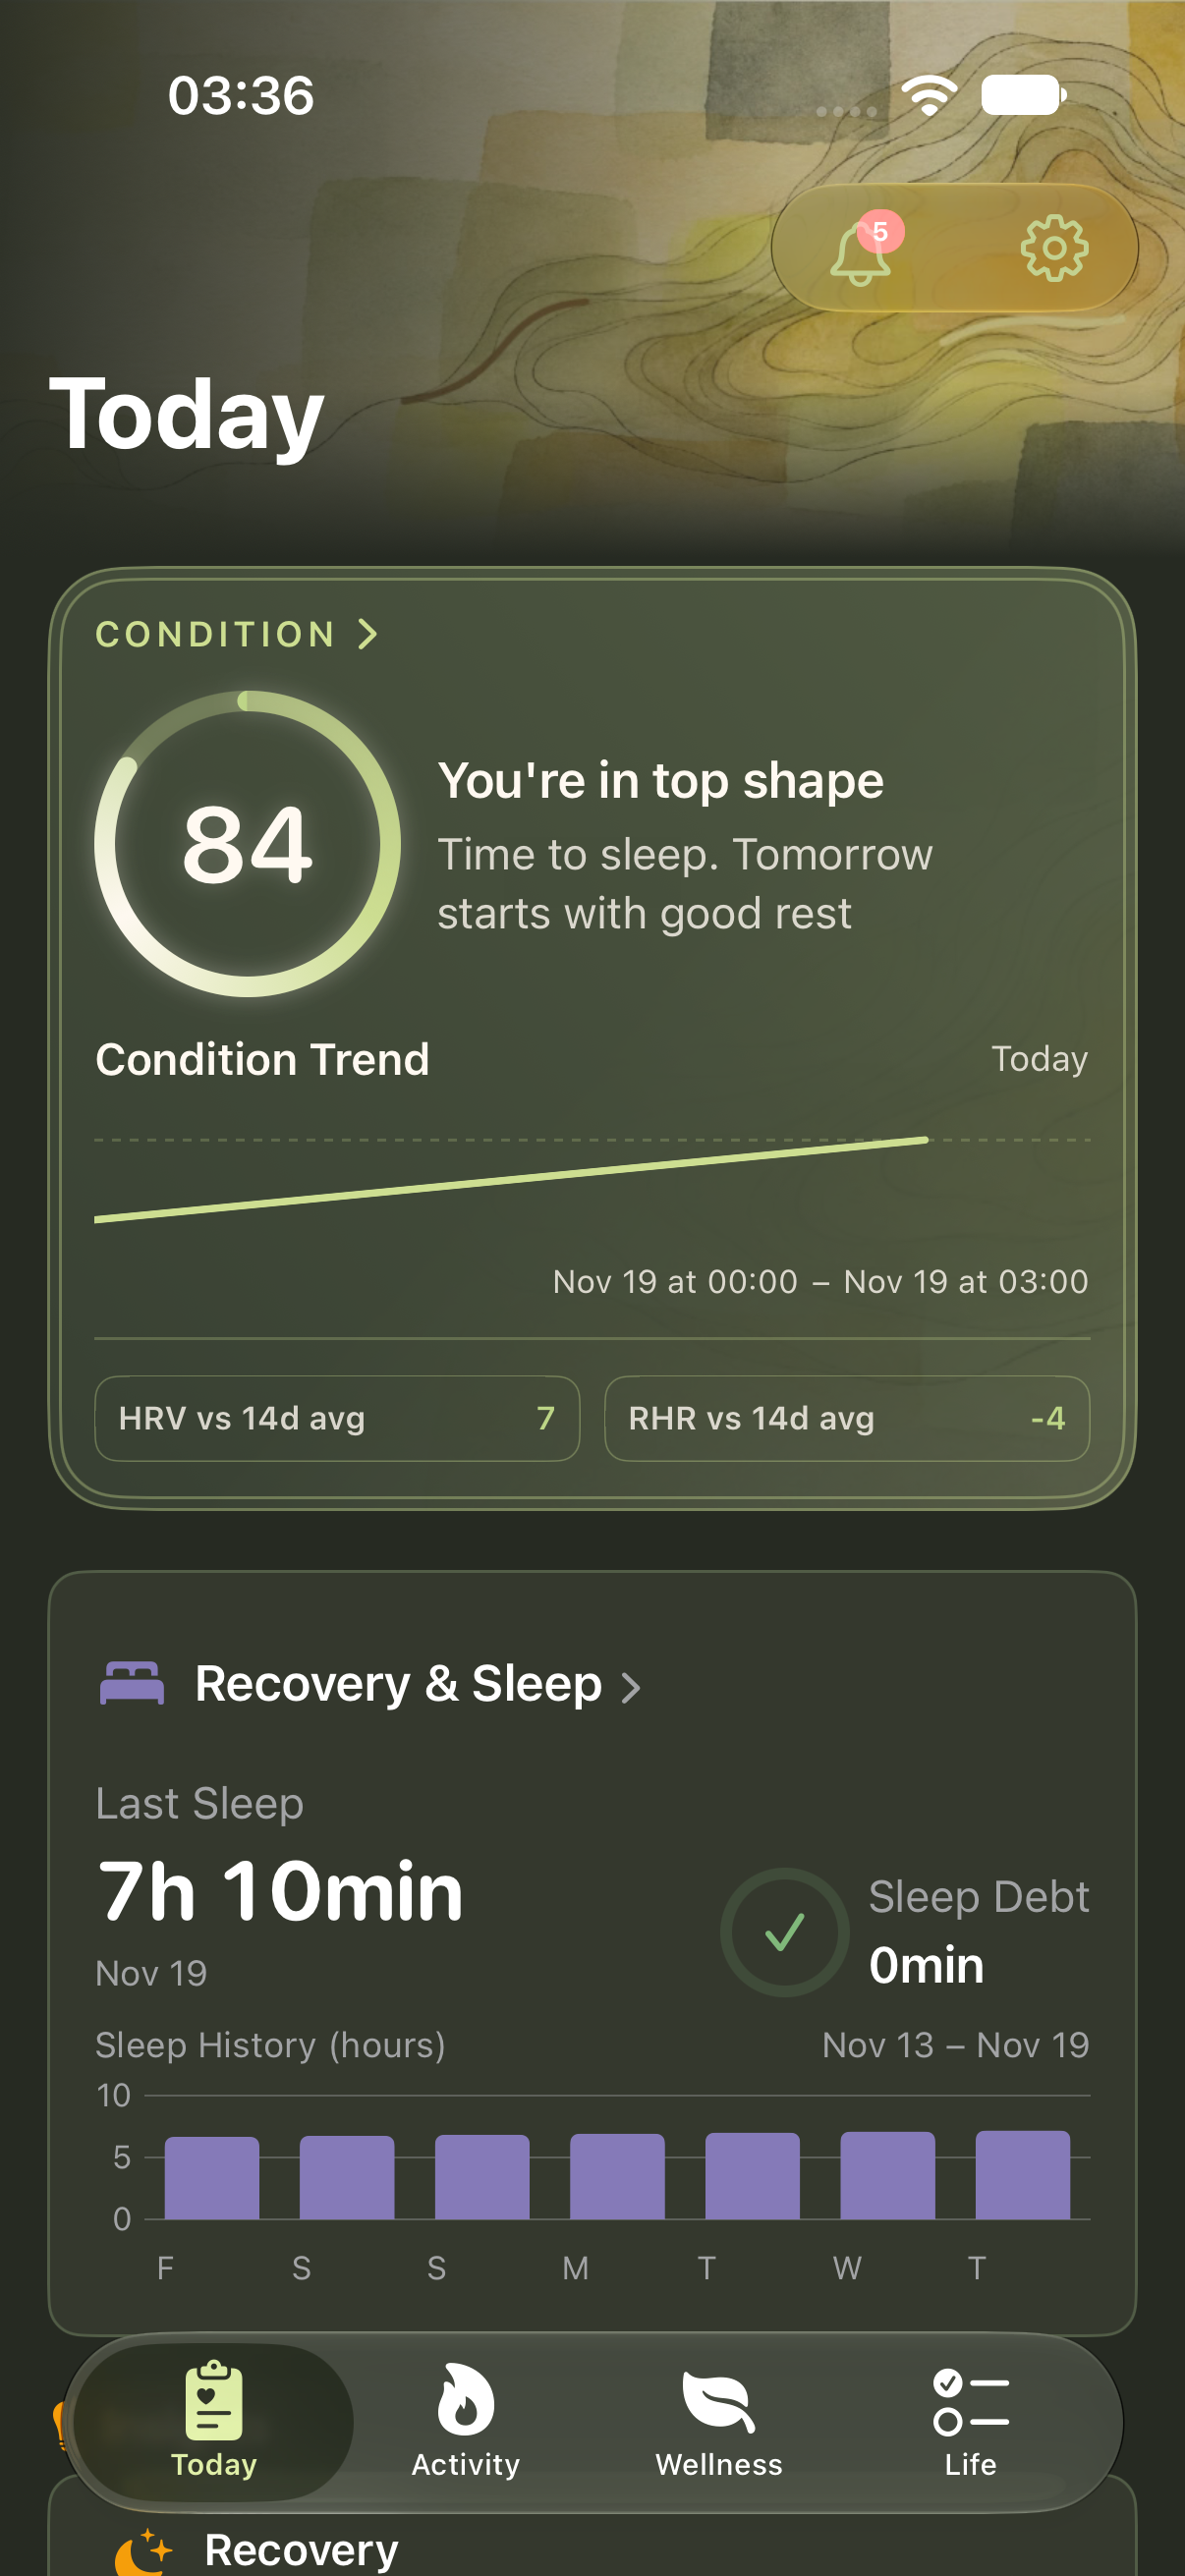 03:36
5
Today
CONDITION
84
You're in top shape
Time to sleep. Tomorrow
starts with good rest
Condition Trend
Today
Nov 19 at 00:00 – Nov 19 at 03:00
HRV vs 14d avg 7
RHR vs 14d avg -4
Recovery & Sleep
Last Sleep
7h 10min
Nov 19
Sleep Debt
0min
Sleep History (hours)
Nov 13 – Nov 19
10
5
0
F S S M T W T
Today Activity Wellness Life
Recovery